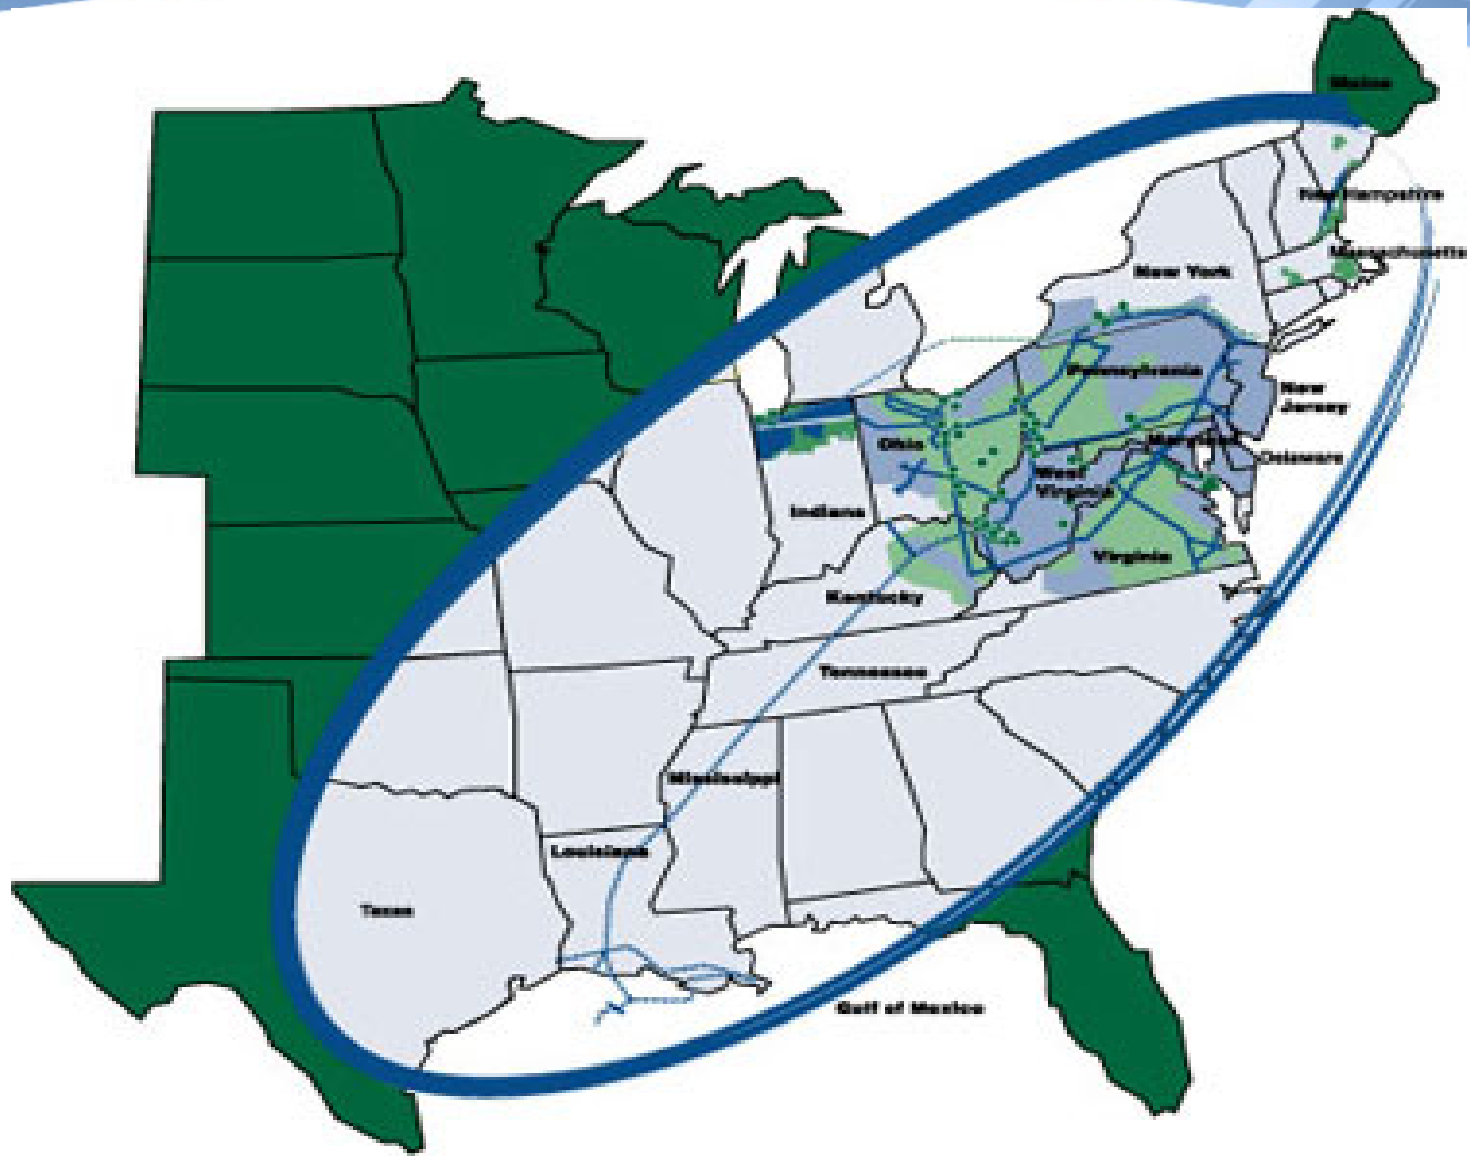 Maine
New Hampshire
Massachusetts
New York
Pennsylvania
New
Jersey
Ohio
Maryland
Delaware
West
Virginia
Indiana
Virginia
Kentucky
Tennessee
Mississippi
Louisiana
Texas
Gulf of Mexico